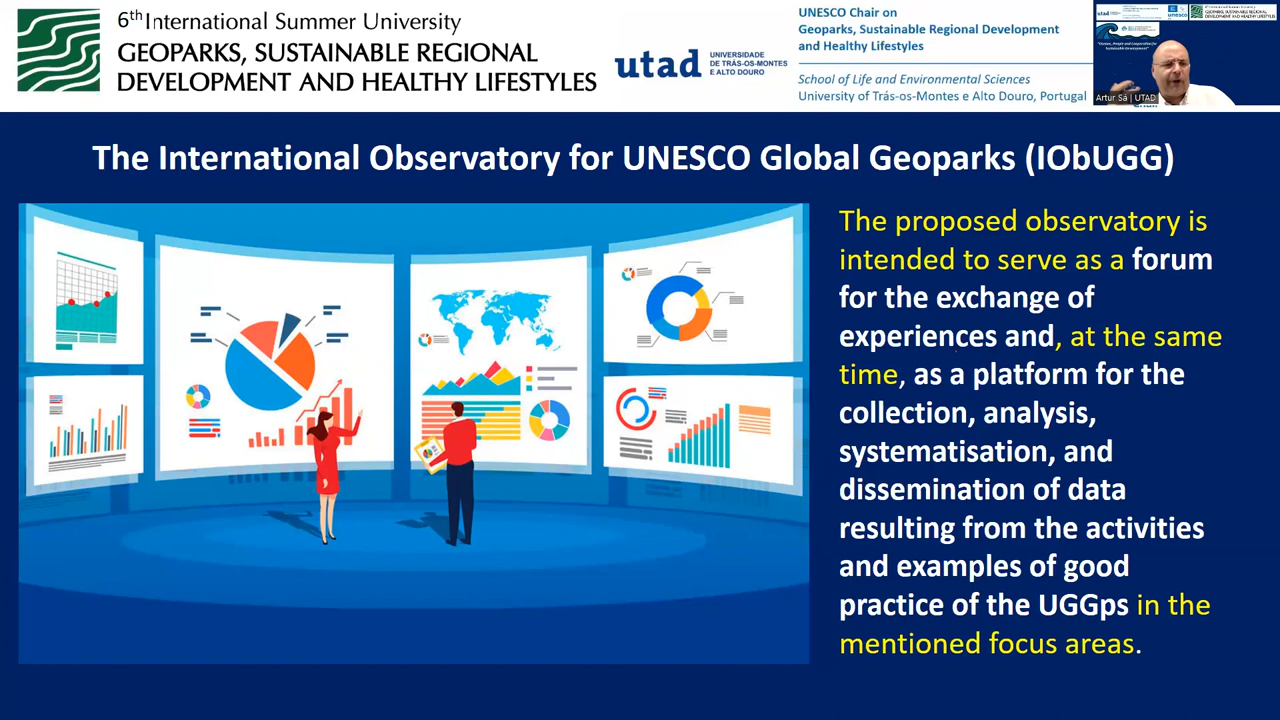 6th International Summer University
GEOPARKS, SUSTAINABLE REGIONAL
DEVELOPMENT AND HEALTHY LIFESTYLES
utad
UNIVERSIDADE
DE TRÁS-OS-MONTES
E ALTO DOURO
UNESCO Chair on
Geoparks, Sustainable Regional Development
and Healthy Lifestyles
School of Life and Environmental Sciences
University of Trás-os-Montes e Alto Douro, Portugal
Artur Sá | UTAD
The International Observatory for UNESCO Global Geoparks (IObUGG)
The proposed observatory is
intended to serve as a forum
for the exchange of
experiences and, at the same
time, as a platform for the
collection, analysis,
systematisation, and
dissemination of data
resulting from the activities
and examples of good
practice of the UGGps in the
mentioned focus areas.